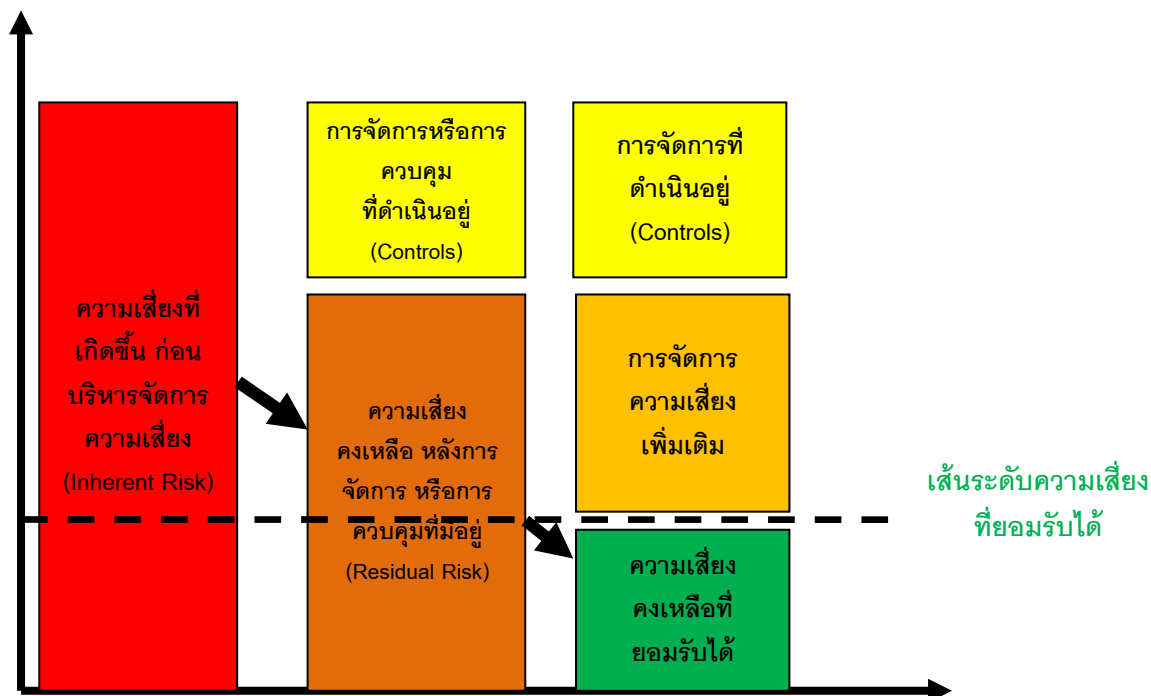 ความเสี่ยงที่
เกิดขึ้น ก่อน
บริหารจัดการ
ความเสี่ยง
(Inherent Risk)
การจัดการหรือการ
ควบคุม
ที่ดำเนินอยู่
(Controls)
ความเสี่ยง
คงเหลือ หลังการ
จัดการ หรือการ
ควบคุมที่มีอยู่
(Residual Risk)
การจัดการที่
ดำเนินอยู่
(Controls)
การจัดการ
ความเสี่ยง
เพิ่มเติม
ความเสี่ยง
คงเหลือที่
ยอมรับได้
เส้นระดับความเสี่ยง
ที่ยอมรับได้